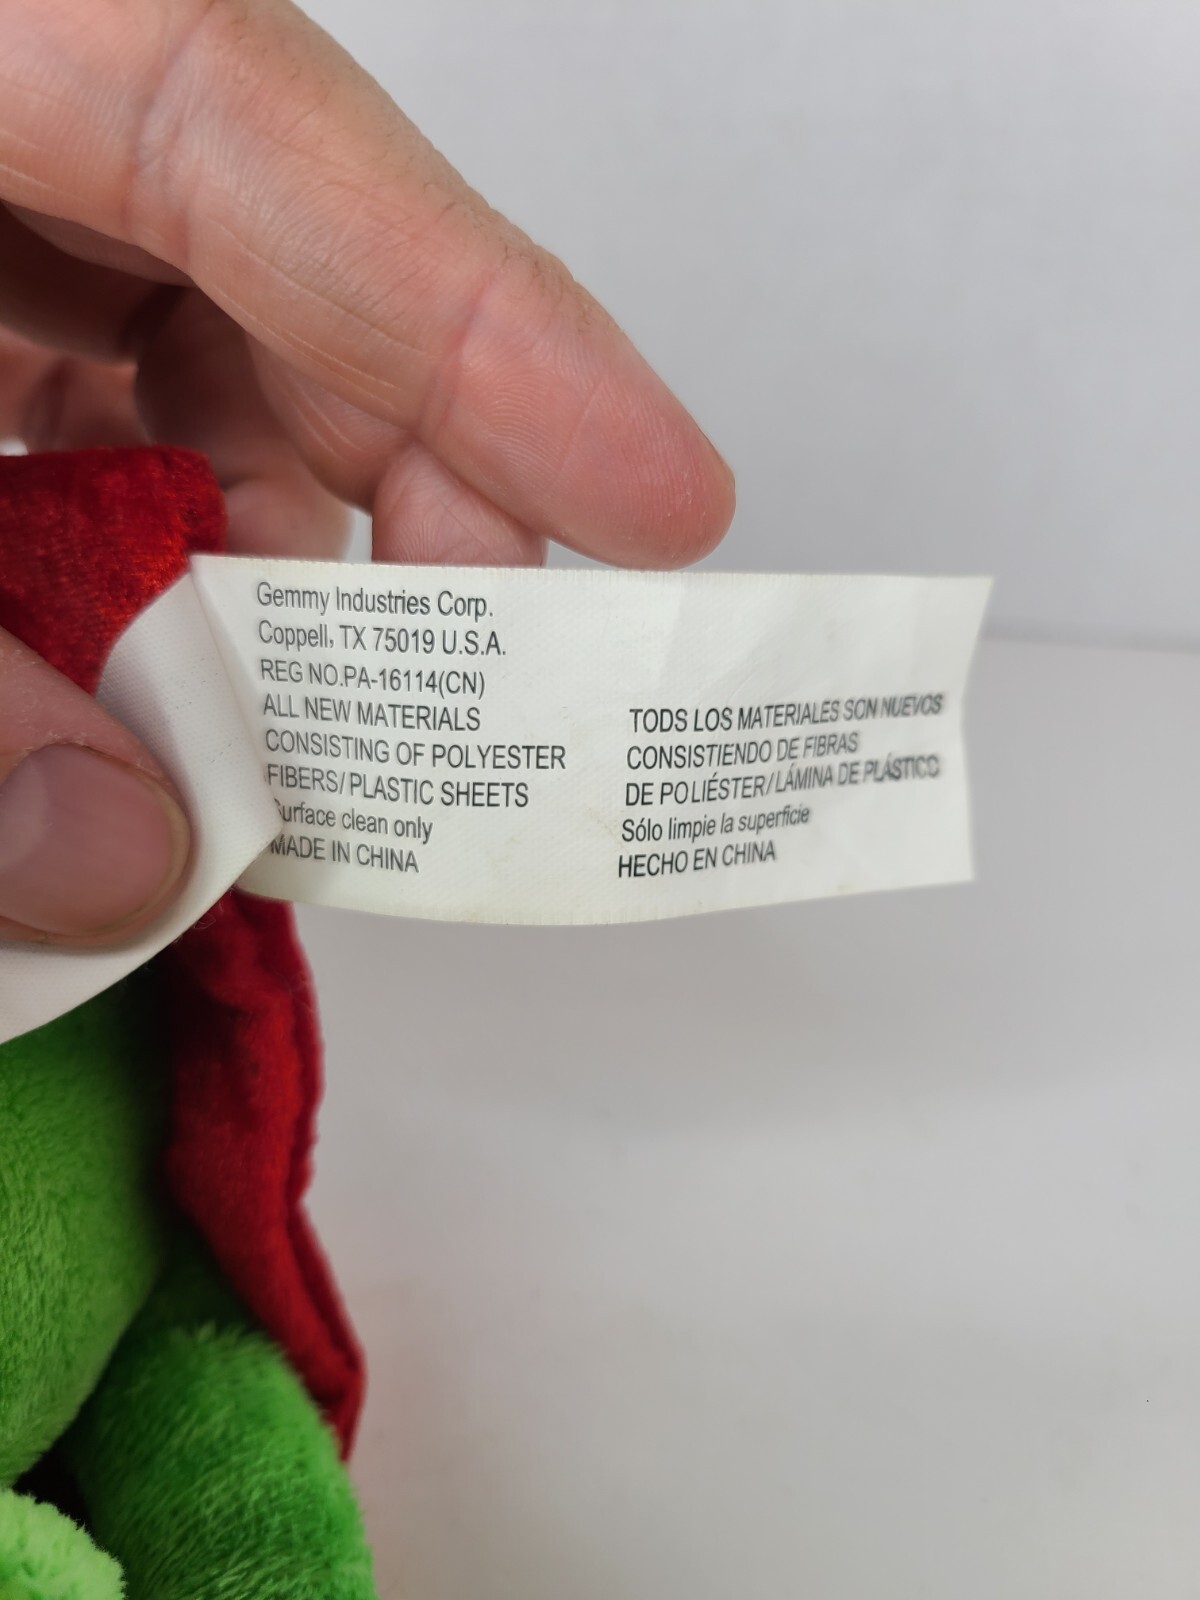 Gemmy Industries Corp.
Coppell, TX 75019 U.S.A.
REG NO.PA-16114(CN)
ALL NEW MATERIALS
CONSISTING OF POLYESTER
FIBERS/PLASTIC SHEETS
Surface clean only
MADE IN CHINA
TODS LOS MATERIALES SON NUEVOS
CONSISTIENDO DE FIBRAS
DE POLIÉSTER/LÁMINA DE PLÁSTICO
Sólo limpie la superficie
HECHO EN CHINA